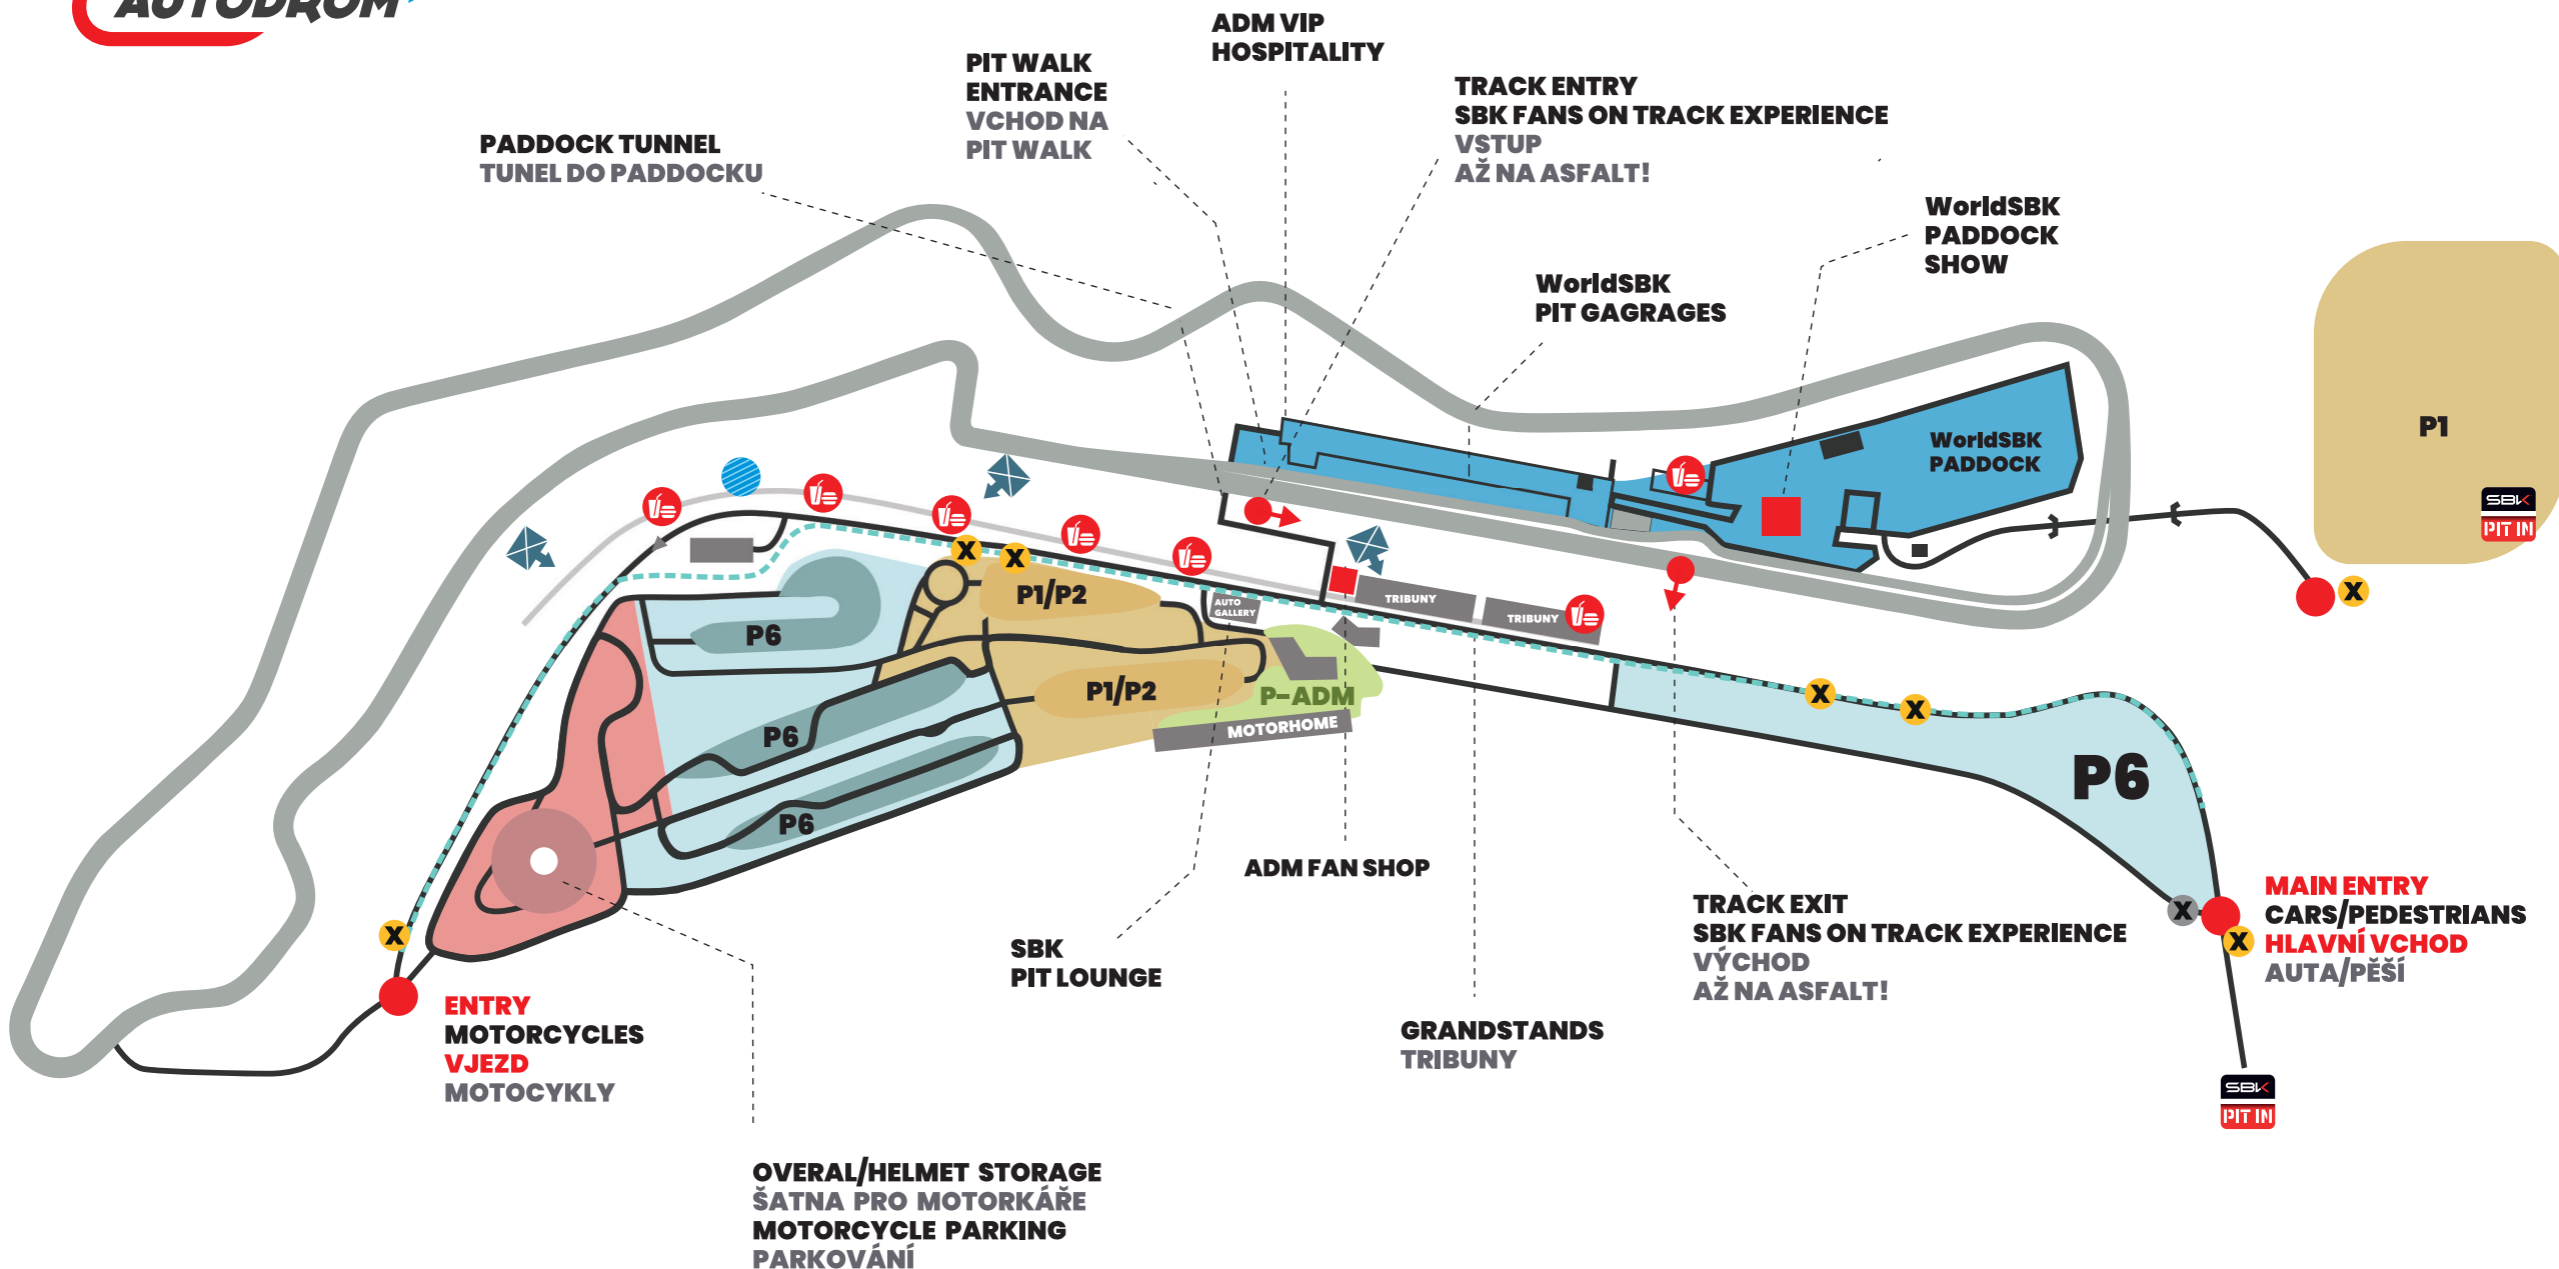 AUTODROM
ADM VIP
HOSPITALITY
PIT WALK
ENTRANCE
VCHOD NA
PIT WALK
TRACK ENTRY
SBK FANS ON TRACK EXPERIENCE
VSTUP
AŽ NA ASFALT!
PADDOCK TUNNEL
TUNEL DO PADDOCKU
WorldSBK
PADDOCK
SHOW
WorldSBK
PIT GAGRAGES
P1
WorldSBK
PADDOCK
SBK
PIT IN
X
X
X
P1/P2
AUTO
GALLERY
TRIBUNY
TRIBUNY
P6
P1/P2
P-ADM
MOTORHOME
X
X
P6
P6
P6
ADM FAN SHOP
X
SBK
PIT LOUNGE
TRACK EXIT
SBK FANS ON TRACK EXPERIENCE
VÝCHOD
AŽ NA ASFALT!
X
X
MAIN ENTRY
CARS/PEDESTRIANS
HLAVNÍ VCHOD
AUTA/PĚŠÍ
ENTRY
MOTORCYCLES
VJEZD
MOTOCYKLY
GRANDSTANDS
TRIBUNY
SBK
PIT IN
OVERAL/HELMET STORAGE
ŠATNA PRO MOTORKÁŘE
MOTORCYCLE PARKING
PARKOVÁNÍ